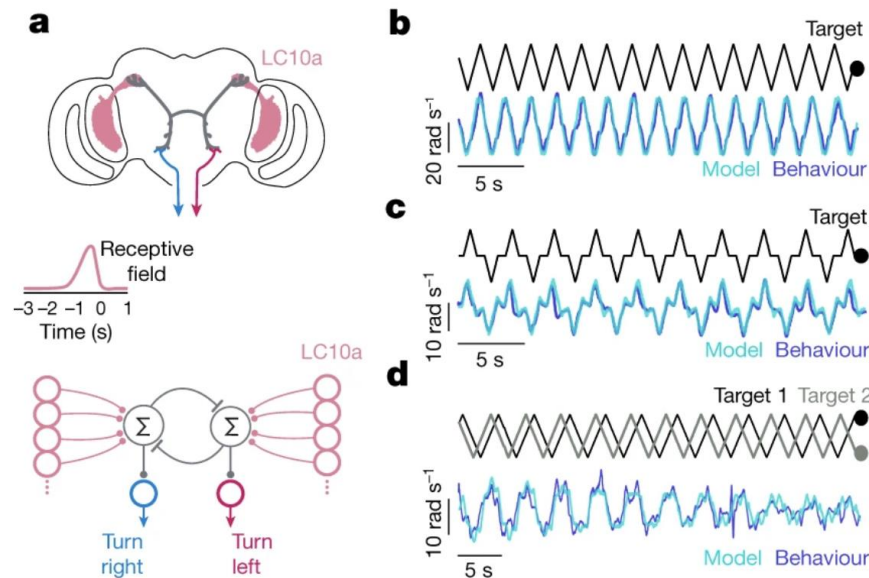 a
LC10a
Receptive
field
−3 −2 −1 0 1
Time (s)
LC10a
Σ Σ
Turn
right
Turn
left
b
Target
20 rad s⁻¹
5 s
Model Behaviour
c
Target
10 rad s⁻¹
5 s
Model Behaviour
d
Target 1 Target 2
10 rad s⁻¹
5 s
Model Behaviour